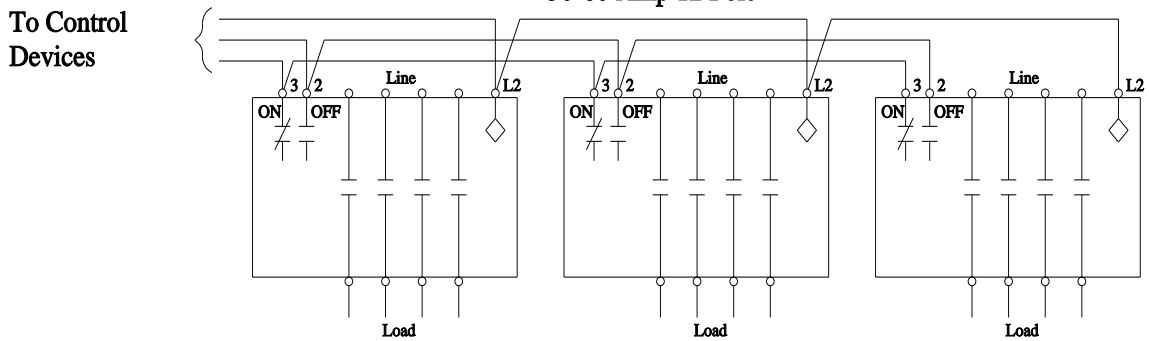 To Control
Devices
3 2 Line L2
ON OFF
Load
3 2 Line L2
ON OFF
Load
3 2 Line L2
ON OFF
Load